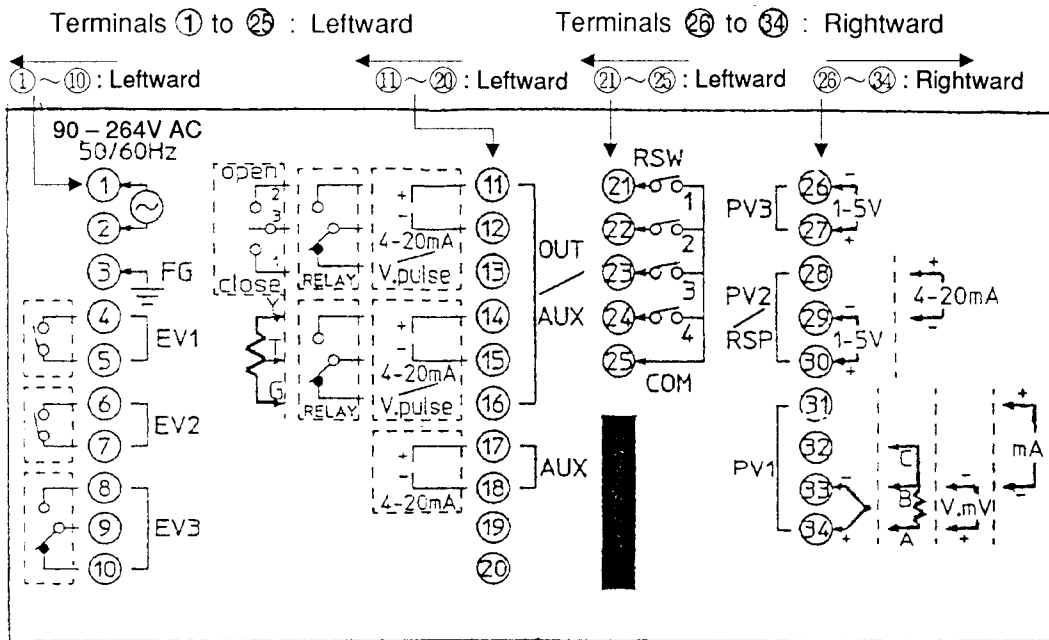 Terminals ① to ㉕ : Leftward
Terminals ㉖ to ㉞ : Rightward
①～⑩ : Leftward
⑪～⑳ : Leftward
㉑～㉕ : Leftward
㉖～㉞ : Rightward
90 – 264V AC
50/60Hz
①
②
③ FG
④
⑤
EV1
⑥
⑦
EV2
⑧
⑨
⑩
EV3
open
2
3
1
close
Y
T
G
RELAY
RELAY
+
-
4-20mA
V.pulse
+
-
4-20mA
V.pulse
+
-
4-20mA
⑪
⑫
⑬
⑭
⑮
⑯
OUT
AUX
⑰
⑱
AUX
⑲
⑳
RSW
㉑ 1
㉒ 2
㉓ 3
㉔ 4
㉕
COM
PV3
㉖ -
1-5V
㉗ +
PV2
RSP
㉘
㉙ -
1-5V
㉚ +
+
4-20mA
-
PV1
㉛
㉜
㉝ -
㉞ +
C
B
A
-
V.mV
+
+
mA
-